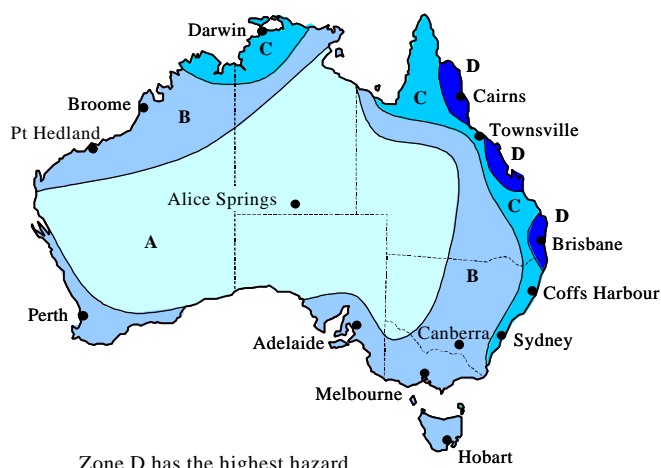 Darwin
C
D
Cairns
Broome
B
C
Pt Hedland
Townsville
D
Alice Springs
C
D
A
Brisbane
B
Coffs Harbour
Perth
Adelaide
Canberra
Sydney
Melbourne
Hobart
Zone D has the highest hazard